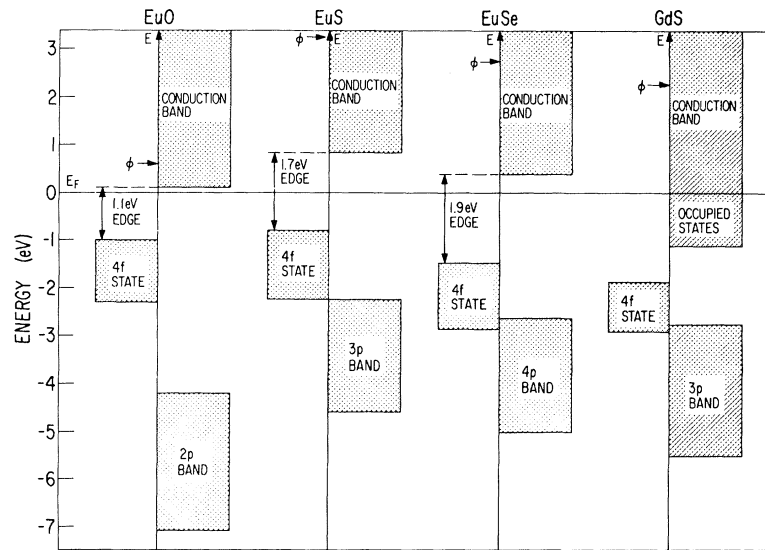 EuO EuS EuSe GdS
3
2
1
0
-1
-2
-3
-4
-5
-6
-7
ENERGY (eV)
E_F
E
CONDUCTION
BAND
ϕ
1.1eV
EDGE
4f
STATE
2p
BAND
ϕ
E
CONDUCTION
BAND
1.7eV
EDGE
4f
STATE
3p
BAND
E
ϕ
CONDUCTION
BAND
1.9eV
EDGE
4f
STATE
4p
BAND
E
ϕ
CONDUCTION
BAND
OCCUPIED
STATES
4f
STATE
3p
BAND